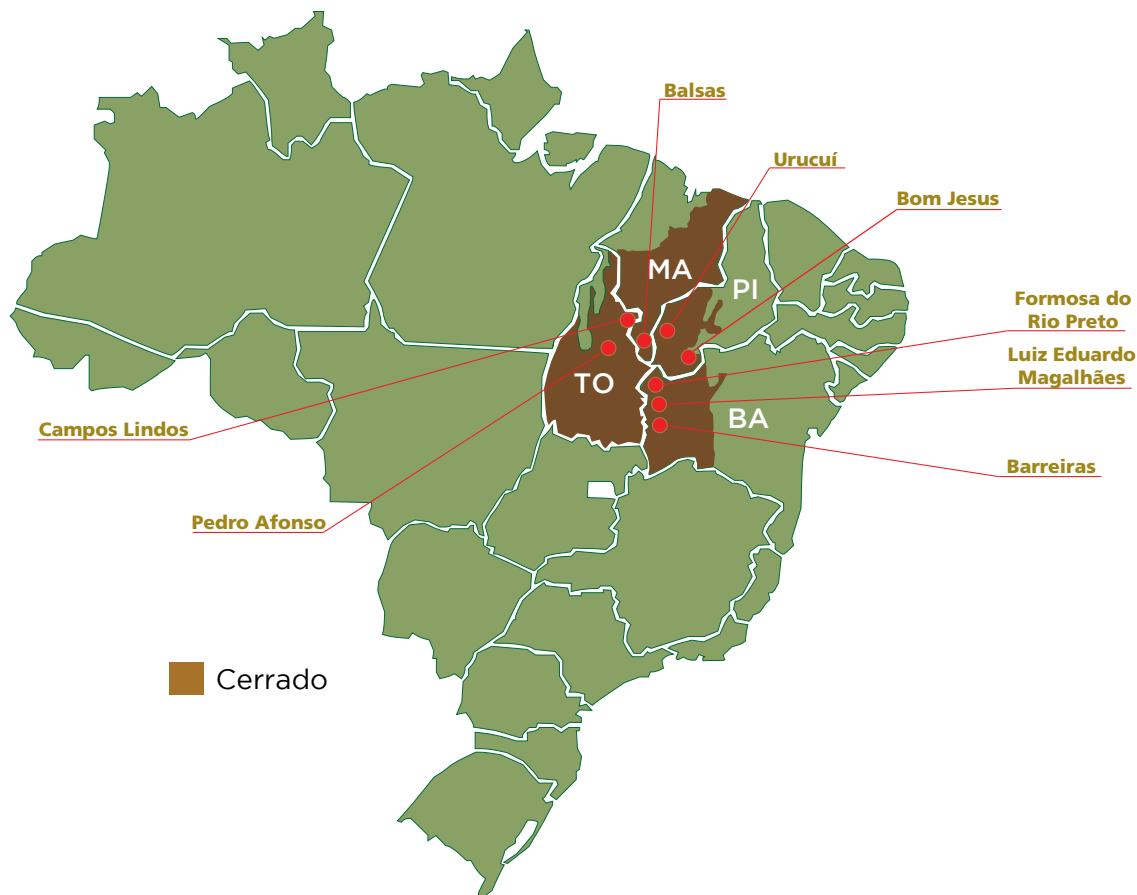 Balsas
Urucuí
Bom Jesus
MA
PI
Formosa do
Rio Preto
Luiz Eduardo
Magalhães
TO
BA
Campos Lindos
Barreiras
Pedro Afonso
Cerrado